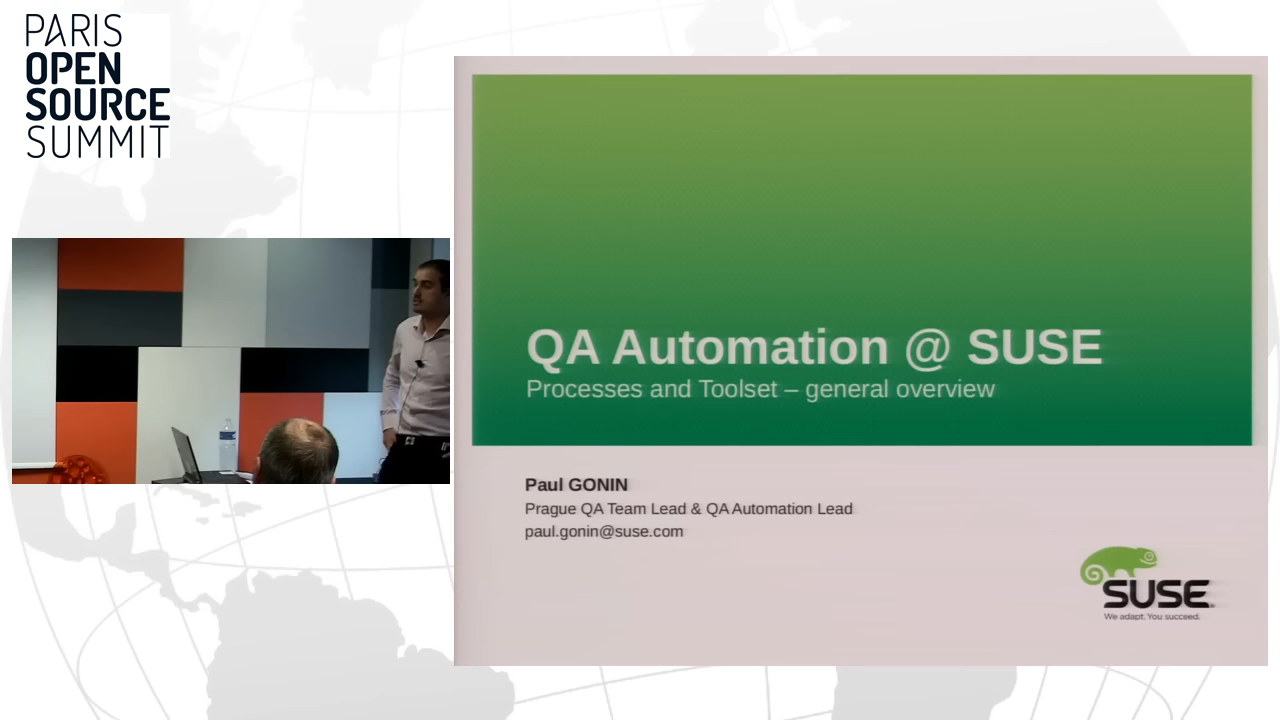 PARIS
OPEN
SOURCE
SUMMIT
QA Automation @ SUSE
Processes and Toolset – general overview
Paul GONIN
Prague QA Team Lead & QA Automation Lead
paul.gonin@suse.com
SUSE
We adapt. You succeed.